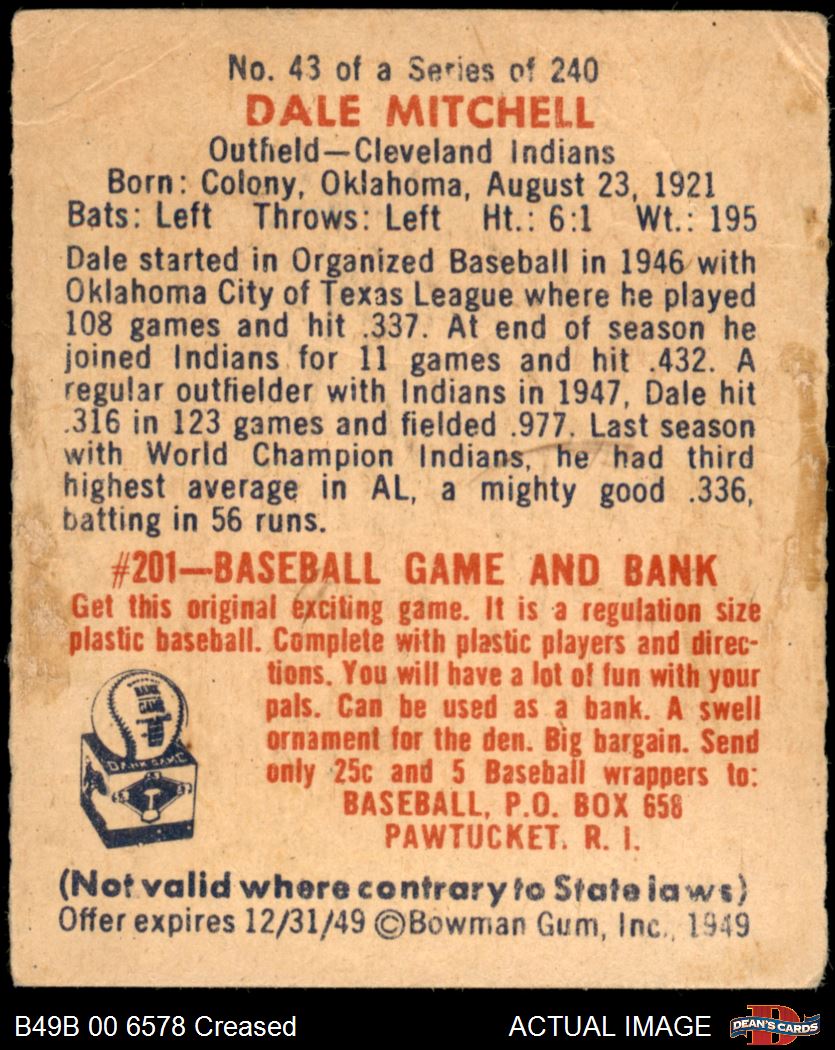 No. 43 of a Series of 240
DALE MITCHELL
Outfield—Cleveland Indians
Born: Colony, Oklahoma, August 23, 1921
Bats: Left Throws: Left Ht.: 6:1 Wt.: 195
Dale started in Organized Baseball in 1946 with
Oklahoma City of Texas League where he played
108 games and hit .337. At end of season he
joined Indians for 11 games and hit .432. A
regular outfielder with Indians in 1947, Dale hit
.316 in 123 games and fielded .977. Last season
with World Champion Indians, he had third
highest average in AL, a mighty good .336,
batting in 56 runs.
#201—BASEBALL GAME AND BANK
Get this original exciting game. It is a regulation size
plastic baseball. Complete with plastic players and direc-
tions. You will have a lot of fun with your
pals. Can be used as a bank. A swell
ornament for the den. Big bargain. Send
only 25c and 5 Baseball wrappers to:
BASEBALL, P.O. BOX 658
PAWTUCKET, R. I.
BANK
GAME
BANK GAME
(Not valid where contrary to State laws)
Offer expires 12/31/49 ©Bowman Gum, Inc., 1949
B49B 00 6578 Creased ACTUAL IMAGE
DEAN'S CARDS